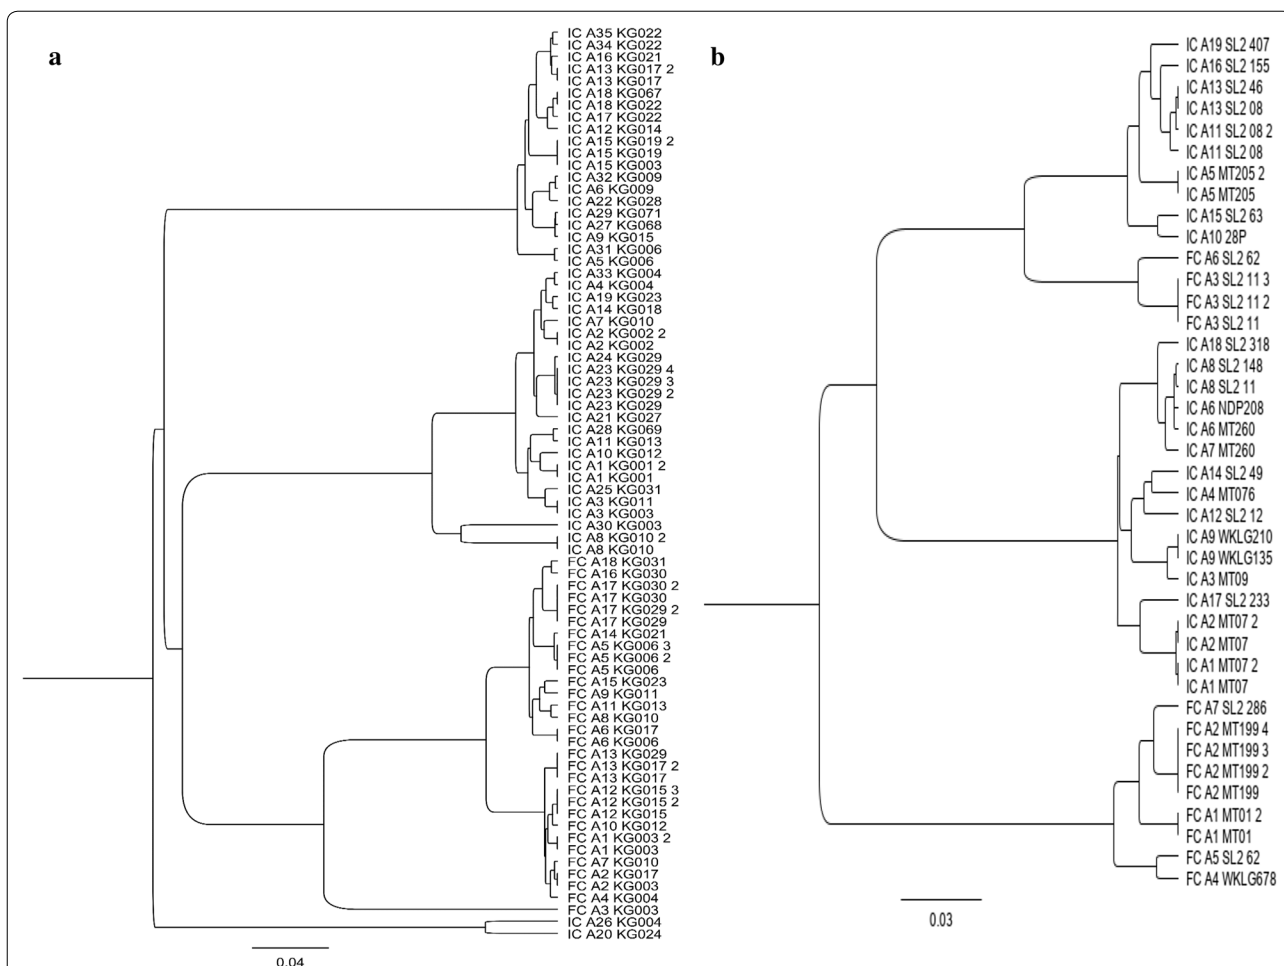 a
IC A35 KG022
IC A34 KG022
IC A16 KG021
IC A13 KG017 2
IC A13 KG017
IC A18 KG067
IC A18 KG022
IC A17 KG022
IC A12 KG014
IC A15 KG019 2
IC A15 KG019
IC A15 KG003
IC A32 KG009
IC A6 KG009
IC A22 KG028
IC A29 KG071
IC A27 KG068
IC A9 KG015
IC A31 KG006
IC A5 KG006
IC A33 KG004
IC A4 KG004
IC A19 KG023
IC A14 KG018
IC A7 KG010
IC A2 KG002 2
IC A2 KG002
IC A24 KG029
IC A23 KG029 4
IC A23 KG029 3
IC A23 KG029 2
IC A23 KG029
IC A21 KG027
IC A28 KG069
IC A11 KG013
IC A10 KG012
IC A1 KG001 2
IC A1 KG001
IC A25 KG031
IC A3 KG011
IC A3 KG003
IC A30 KG003
IC A8 KG010 2
IC A8 KG010
FC A18 KG031
FC A16 KG030
FC A17 KG030 2
FC A17 KG030
FC A17 KG029 2
FC A17 KG029
FC A14 KG021
FC A5 KG006 3
FC A5 KG006 2
FC A5 KG006
FC A15 KG023
FC A9 KG011
FC A11 KG013
FC A8 KG010
FC A6 KG017
FC A6 KG006
FC A13 KG029
FC A13 KG017 2
FC A13 KG017
FC A12 KG015 3
FC A12 KG015 2
FC A12 KG015
FC A10 KG012
FC A1 KG003 2
FC A1 KG003
FC A7 KG010
FC A2 KG017
FC A2 KG003
FC A4 KG004
FC A3 KG003
IC A26 KG004
IC A20 KG024
0.04
b
IC A19 SL2 407
IC A16 SL2 155
IC A13 SL2 46
IC A13 SL2 08
IC A11 SL2 08 2
IC A11 SL2 08
IC A5 MT205 2
IC A5 MT205
IC A15 SL2 63
IC A10 28P
FC A6 SL2 62
FC A3 SL2 11 3
FC A3 SL2 11 2
FC A3 SL2 11
IC A18 SL2 318
IC A8 SL2 148
IC A8 SL2 11
IC A6 NDP208
IC A6 MT260
IC A7 MT260
IC A14 SL2 49
IC A4 MT076
IC A12 SL2 12
IC A9 WKLG210
IC A9 WKLG135
IC A3 MT09
IC A17 SL2 233
IC A2 MT07 2
IC A2 MT07
IC A1 MT07 2
IC A1 MT07
FC A7 SL2 286
FC A2 MT199 4
FC A2 MT199 3
FC A2 MT199 2
FC A2 MT199
FC A1 MT01 2
FC A1 MT01
FC A5 SL2 62
FC A4 WKLG678
0.03